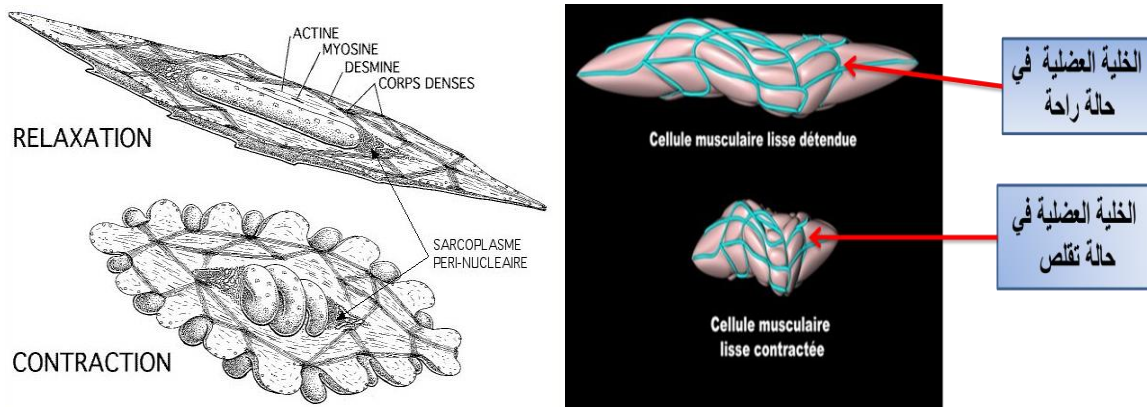 ACTINE
MYOSINE
DESMINE
CORPS DENSES
RELAXATION
SARCOPLASME
PERI-NUCLEAIRE
CONTRACTION
Cellule musculaire lisse détendue
Cellule musculaire
lisse contractée
الخلية العضلية في
حالة راحة
الخلية العضلية في
حالة تقلص